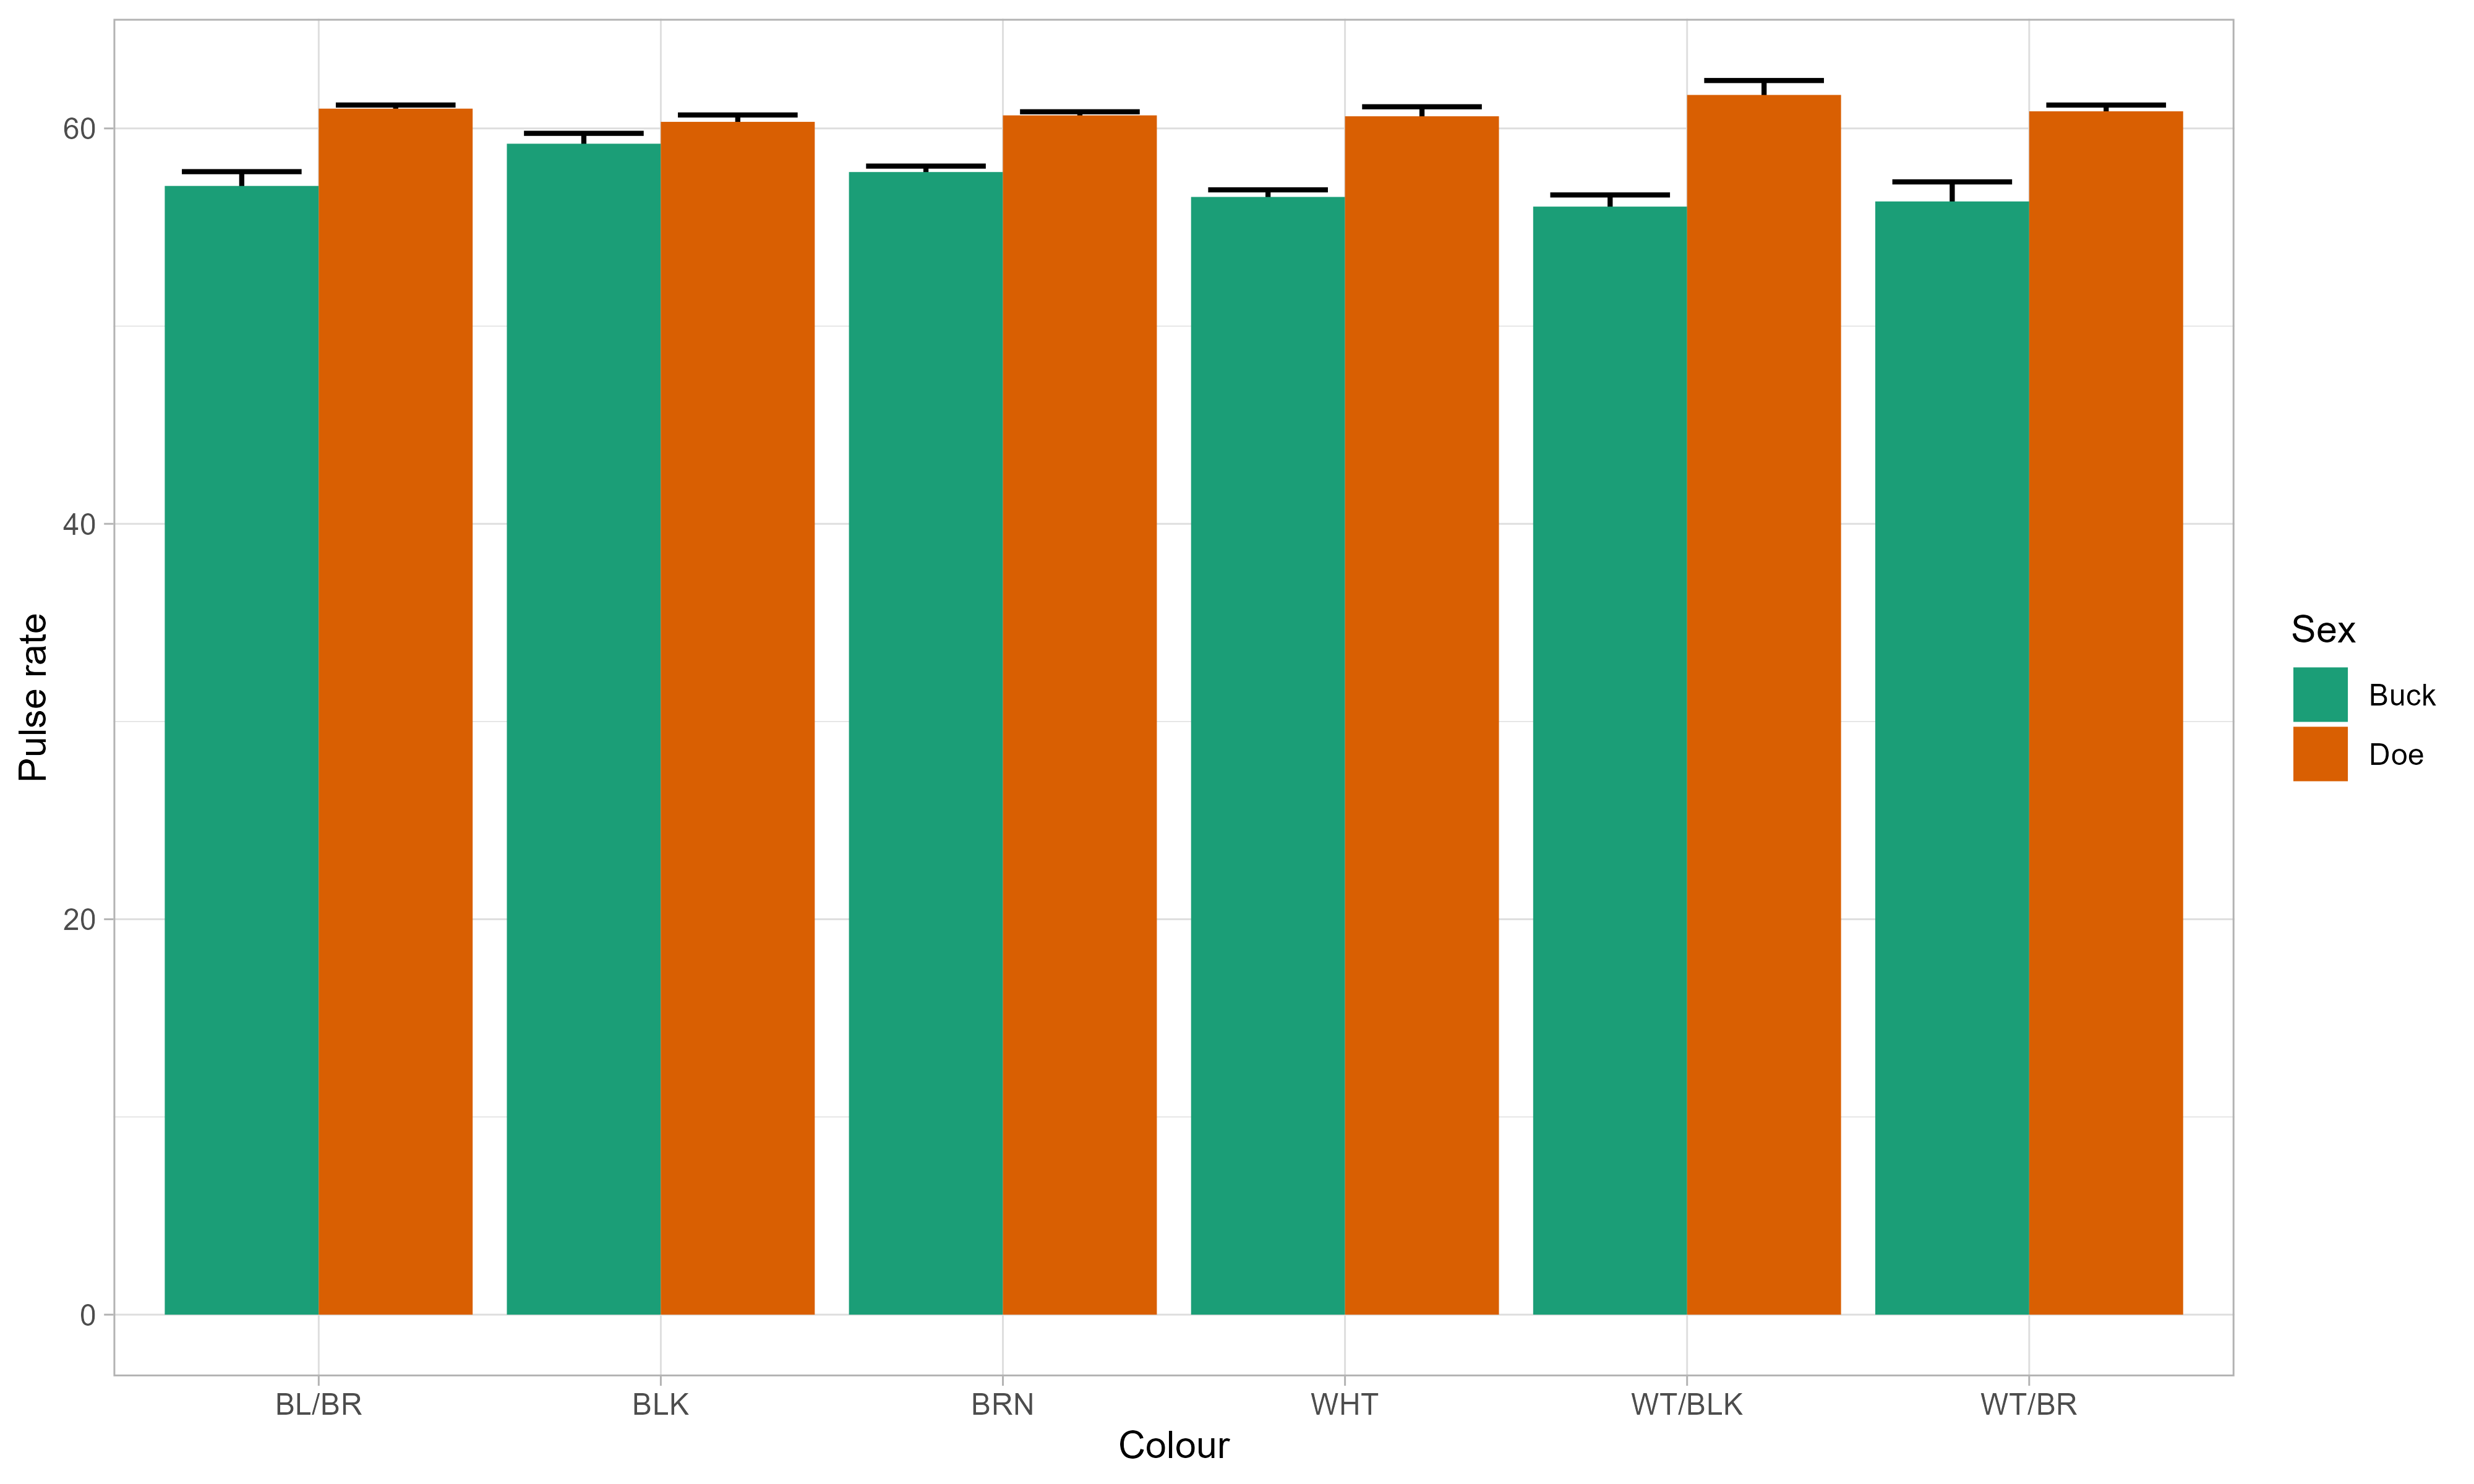 60
40
20
0
Pulse rate
BL/BR BLK BRN WHT WT/BLK WT/BR
Colour
Sex
Buck
Doe